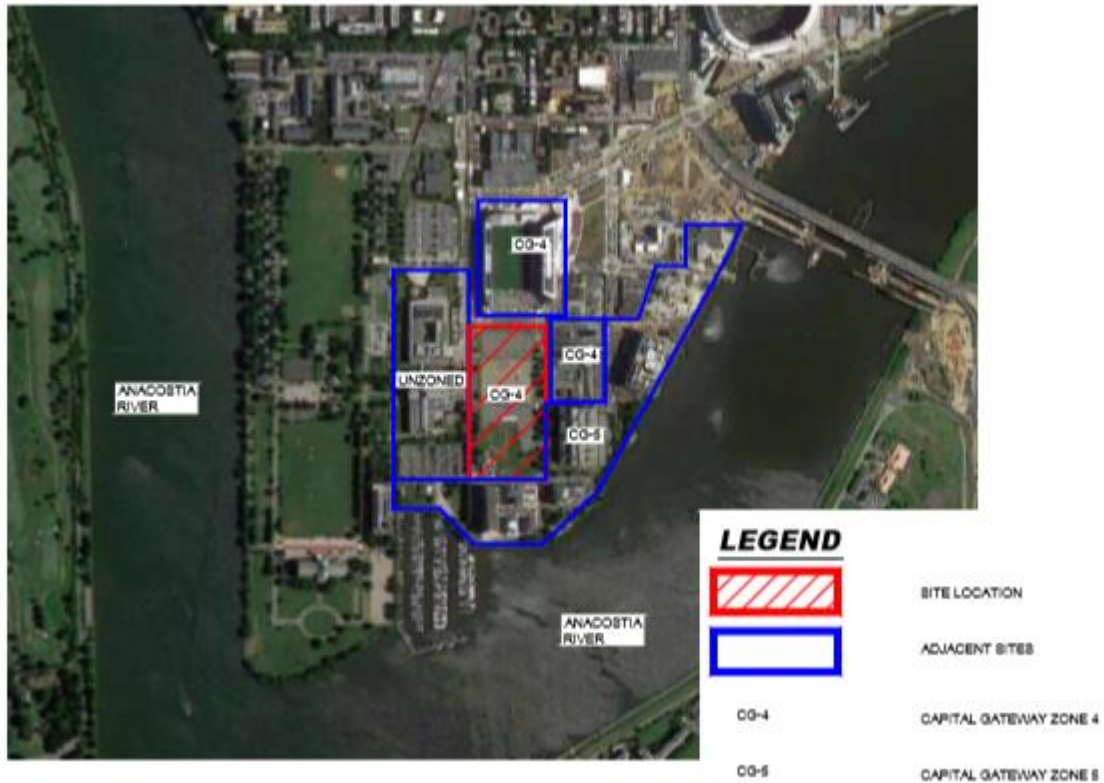 CG-4
UNZONED
CG-4
CG-4
CG-5
ANACOSTIA
RIVER
ANACOSTIA
RIVER
LEGEND
SITE LOCATION
ADJACENT SITES
CG-4 CAPITAL GATEWAY ZONE 4
CG-5 CAPITAL GATEWAY ZONE 5